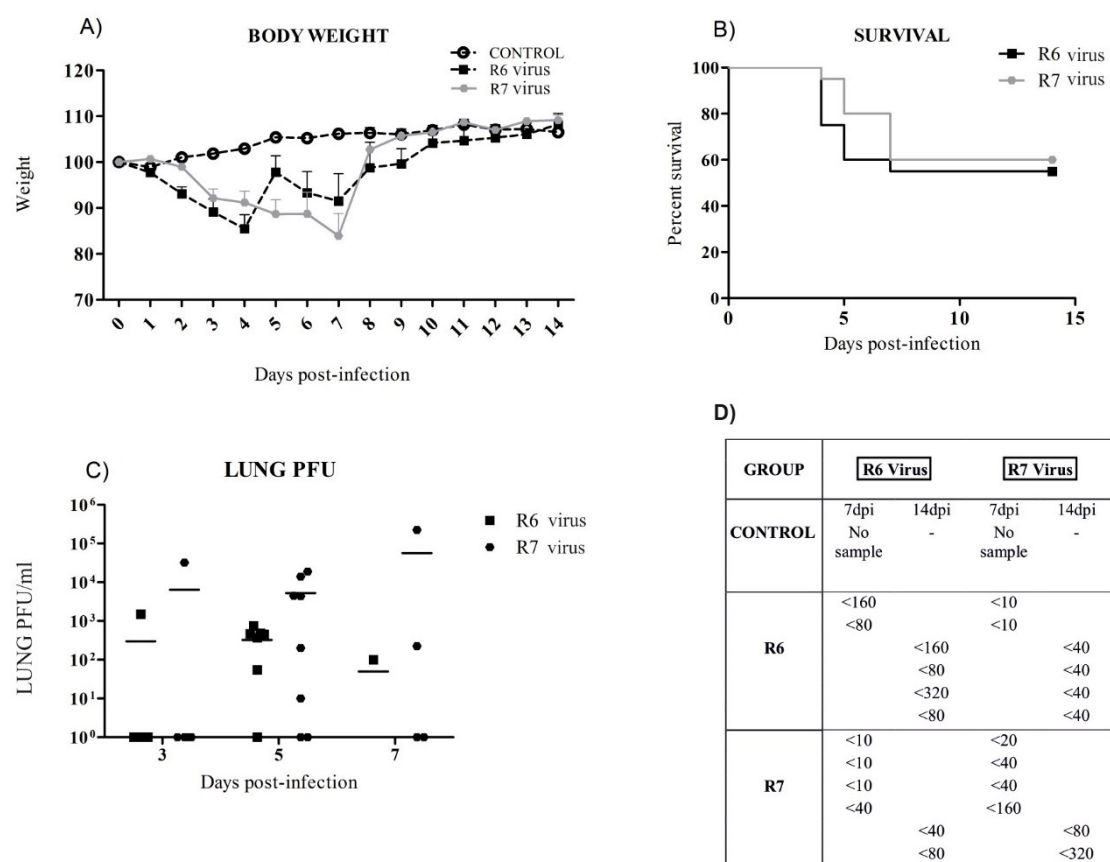 A)
BODY WEIGHT
CONTROL
R6 virus
R7 virus
120
110
100
90
80
70
Weight
0 1 2 3 4 5 6 7 8 9 10 11 12 13 14
Days post-infection
B)
SURVIVAL
R6 virus
R7 virus
100
80
60
40
20
0
Percent survival
0 5 10 15
Days post-infection
C)
LUNG PFU
R6 virus
R7 virus
10⁶
10⁵
10⁴
10³
10²
10¹
10⁰
LUNG PFU/ml
3 5 7
Days post-infection
D)
GROUP R6 Virus R7 Virus
7dpi 14dpi 7dpi 14dpi
CONTROL No - No -
sample sample
<160 <10
<80 <10
R6 <160 <40
<80 <40
<320 <40
<80 <40
<10 <20
<10 <40
R7 <10 <40
<40 <160
<40 <80
<80 <320